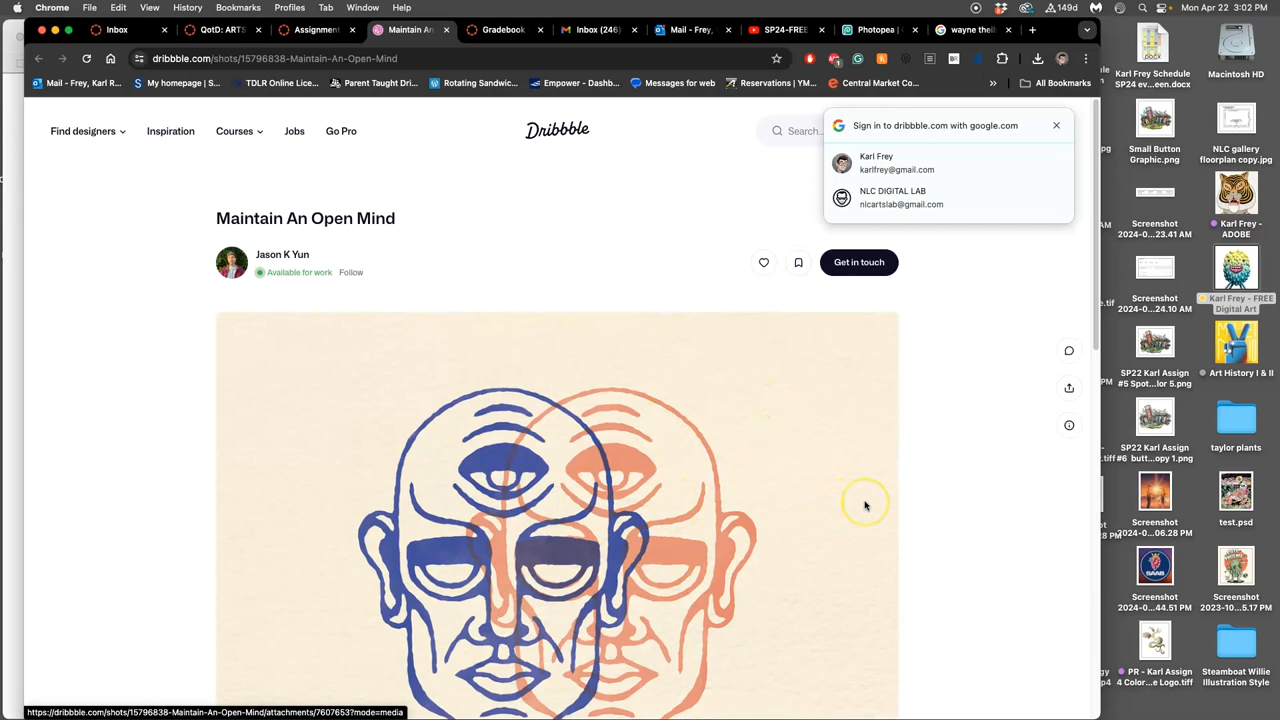 Chrome File Edit View History Bookmarks Profiles Tab Window Help 149d Mon Apr 22 3:02 PM
Inbox QotD: ARTS Assignment Maintain An Gradebook Inbox (246) Mail - Frey, SP24-FREE Photopea | wayne theib
dribbble.com/shots/15796838-Maintain-An-Open-Mind
Mail - Frey, Karl R... My homepage | S... TDLR Online Lice... Parent Taught Dri... Rotating Sandwic... Empower - Dashb... Messages for web Reservations | YM... Central Market Co... » All Bookmarks
Find designers Inspiration Courses Jobs Go Pro Dribbble Search...
Sign in to dribbble.com with google.com
Karl Frey
karlfrey@gmail.com
NLC DIGITAL LAB
nlcartslab@gmail.com
Maintain An Open Mind
Jason K Yun
Available for work Follow
Get in touch
https://dribbble.com/shots/15796838-Maintain-An-Open-Mind/attachments/7607653?mode=media
Karl Frey Schedule
SP24 ev...een.docx
Macintosh HD
Small Button
Graphic.png
NLC gallery
floorplan copy.jpg
Screenshot
2024-0...23.41 AM
Karl Frey -
ADOBE
Screenshot
2024-0...24.10 AM
Karl Frey - FREE
Digital Art
SP22 Karl Assign
#5 Spot...lor 5.png
Art History I & II
SP22 Karl Assign
#6 butt...opy 1.png
taylor plants
Screenshot
2024-0...06.28 PM
test.psd
Screenshot
2024-0...44.51 PM
Screenshot
2023-10...5.17 PM
PR - Karl Assign
4 Color...e Logo.tiff
Steamboat Willie
Illustration Style